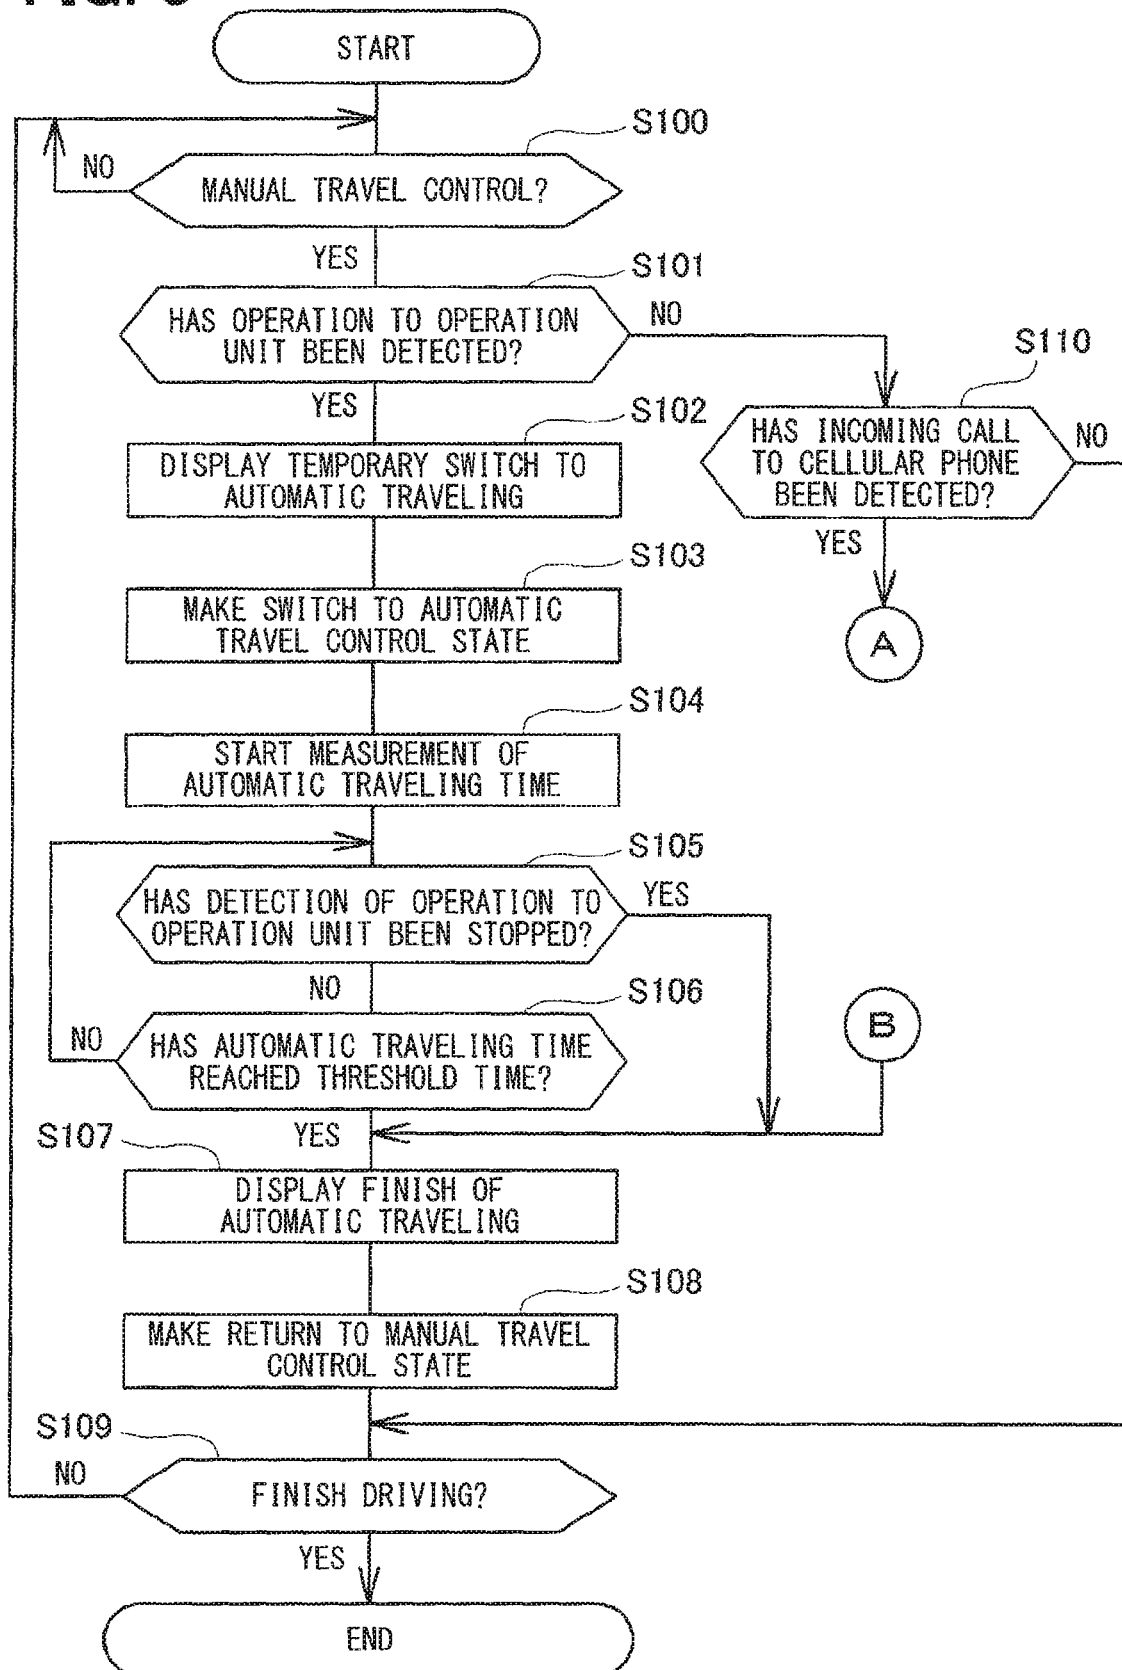 START
S100
NO
MANUAL TRAVEL CONTROL?
YES
S101
HAS OPERATION TO OPERATION
UNIT BEEN DETECTED?
NO
S110
YES
S102
HAS INCOMING CALL
TO CELLULAR PHONE
BEEN DETECTED?
NO
DISPLAY TEMPORARY SWITCH TO
AUTOMATIC TRAVELING
YES
S103
MAKE SWITCH TO AUTOMATIC
TRAVEL CONTROL STATE
A
S104
START MEASUREMENT OF
AUTOMATIC TRAVELING TIME
S105
HAS DETECTION OF OPERATION TO
OPERATION UNIT BEEN STOPPED?
YES
NO
S106
B
NO
HAS AUTOMATIC TRAVELING TIME
REACHED THRESHOLD TIME?
S107
YES
DISPLAY FINISH OF
AUTOMATIC TRAVELING
S108
MAKE RETURN TO MANUAL TRAVEL
CONTROL STATE
S109
NO
FINISH DRIVING?
YES
END